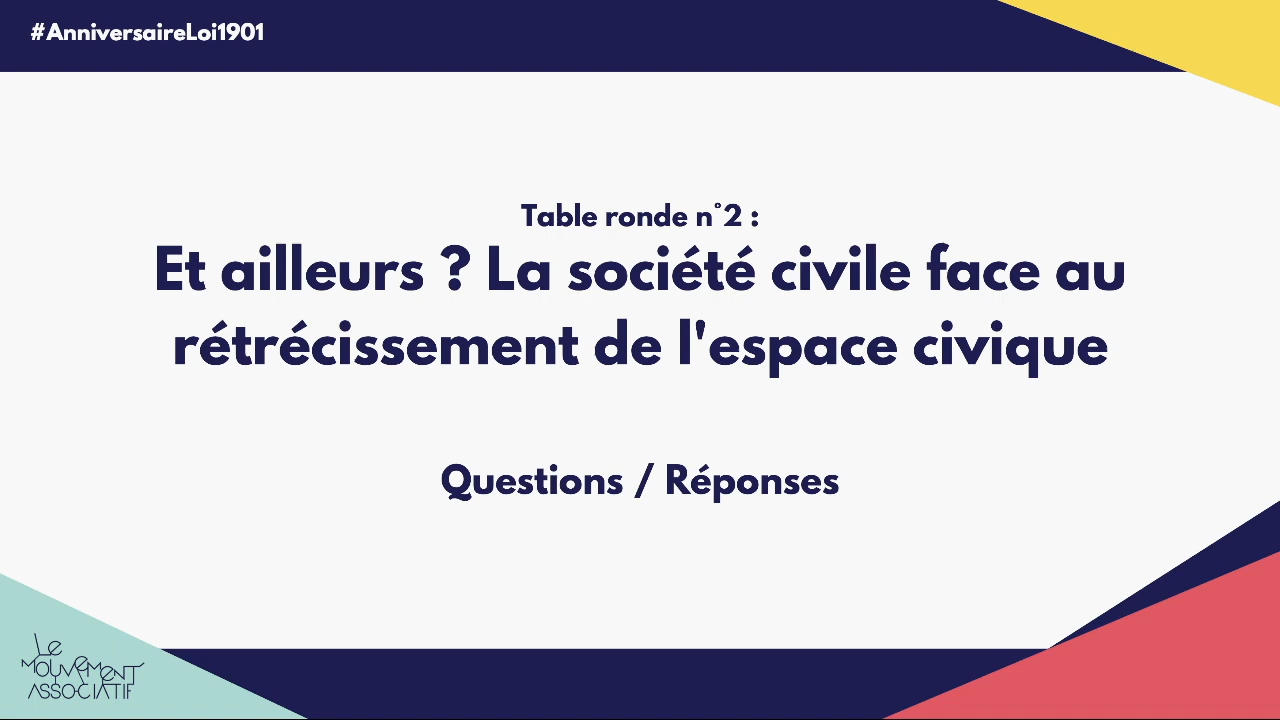 #AnniversaireLoi1901
Table ronde n°2 :
Et ailleurs ? La société civile face au
rétrécissement de l'espace civique
Questions / Réponses
Le
MOUVEMENT
ASSOCIATIF